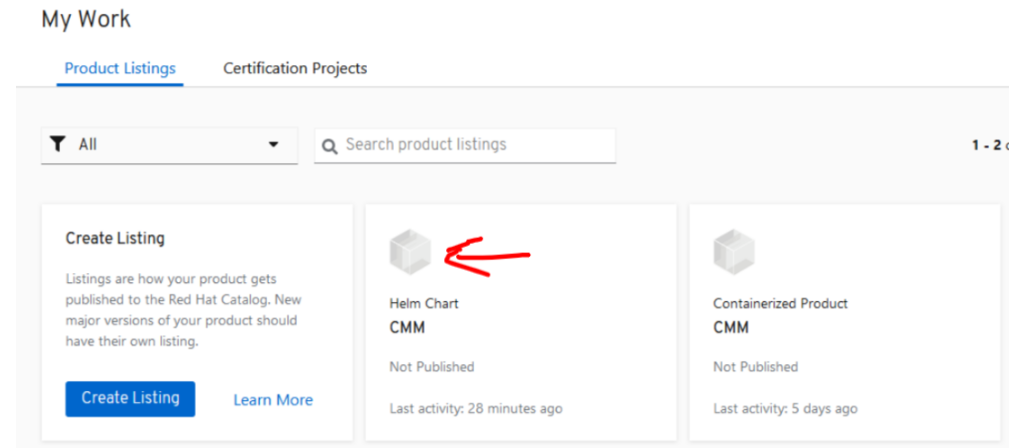 My Work
Product Listings
Certification Projects
All
Search product listings
1 - 2
Create Listing
Listings are how your product gets
published to the Red Hat Catalog. New
major versions of your product should
have their own listing.
Create Listing
Learn More
Helm Chart
CMM
Not Published
Last activity: 28 minutes ago
Containerized Product
CMM
Not Published
Last activity: 5 days ago